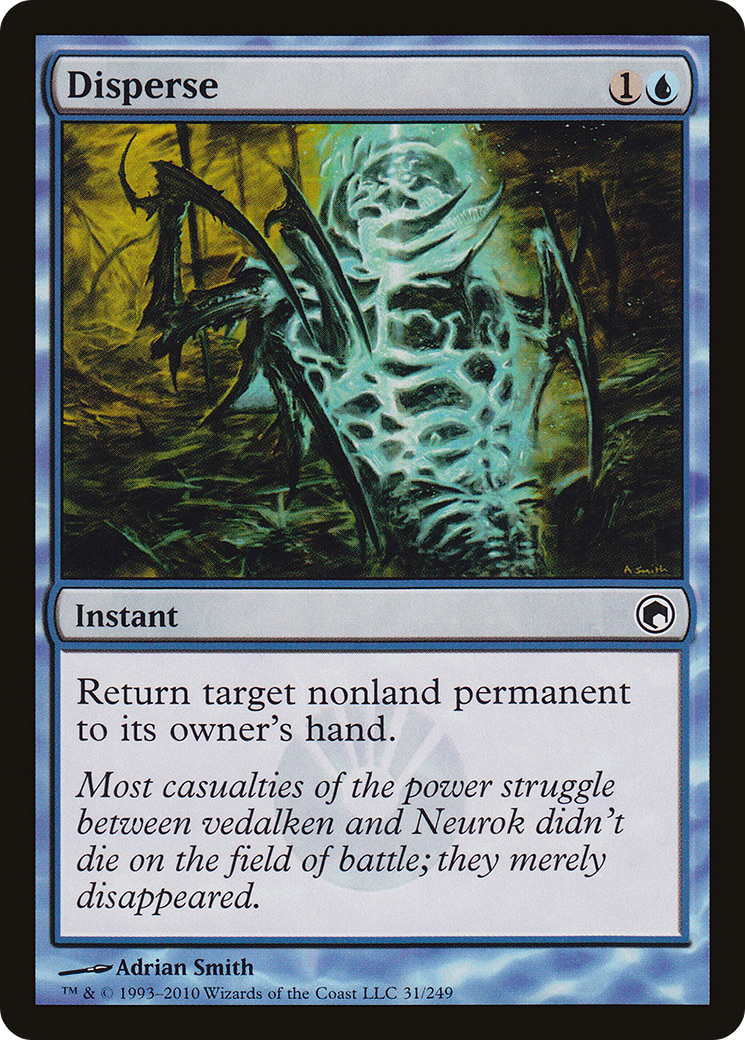 Disperse 1
A. Smith
Instant
Return target nonland permanent
to its owner's hand.
Most casualties of the power struggle
between vedalken and Neurok didn't
die on the field of battle; they merely
disappeared.
Adrian Smith
™ & © 1993–2010 Wizards of the Coast LLC 31/249